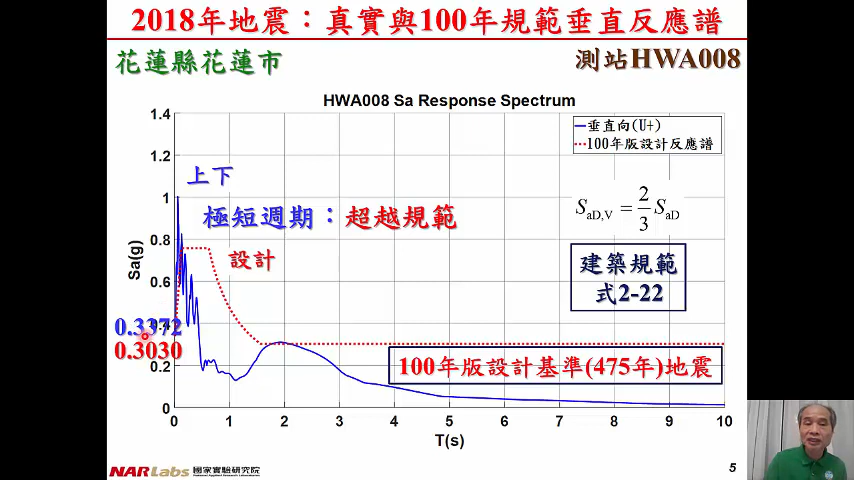 2018年地震：真實與100年規範垂直反應譜
花蓮縣花蓮市
測站HWA008
HWA008 Sa Response Spectrum
垂直向(U+)
100年版設計反應譜
上下
極短週期：超越規範
設計
S_{aD,V} = 2/3 S_{aD}
建築規範
式2-22
0.3372
0.3030
100年版設計基準(475年)地震
Sa(g)
1.4
1.2
1
0.8
0.6
0.4
0.2
0
0 1 2 3 4 5 6 7 8 9 10
T(s)
NARLabs 國家實驗研究院
5